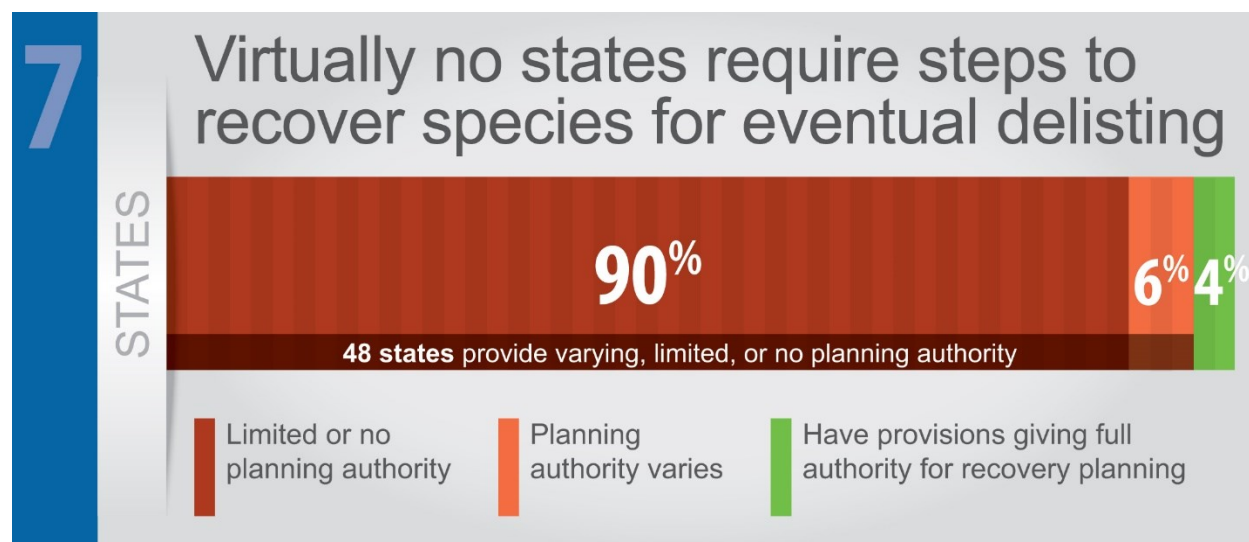 7
Virtually no states require steps to
recover species for eventual delisting
STATES
90%
6%
4%
48 states provide varying, limited, or no planning authority
Limited or no
planning authority
Planning
authority varies
Have provisions giving full
authority for recovery planning